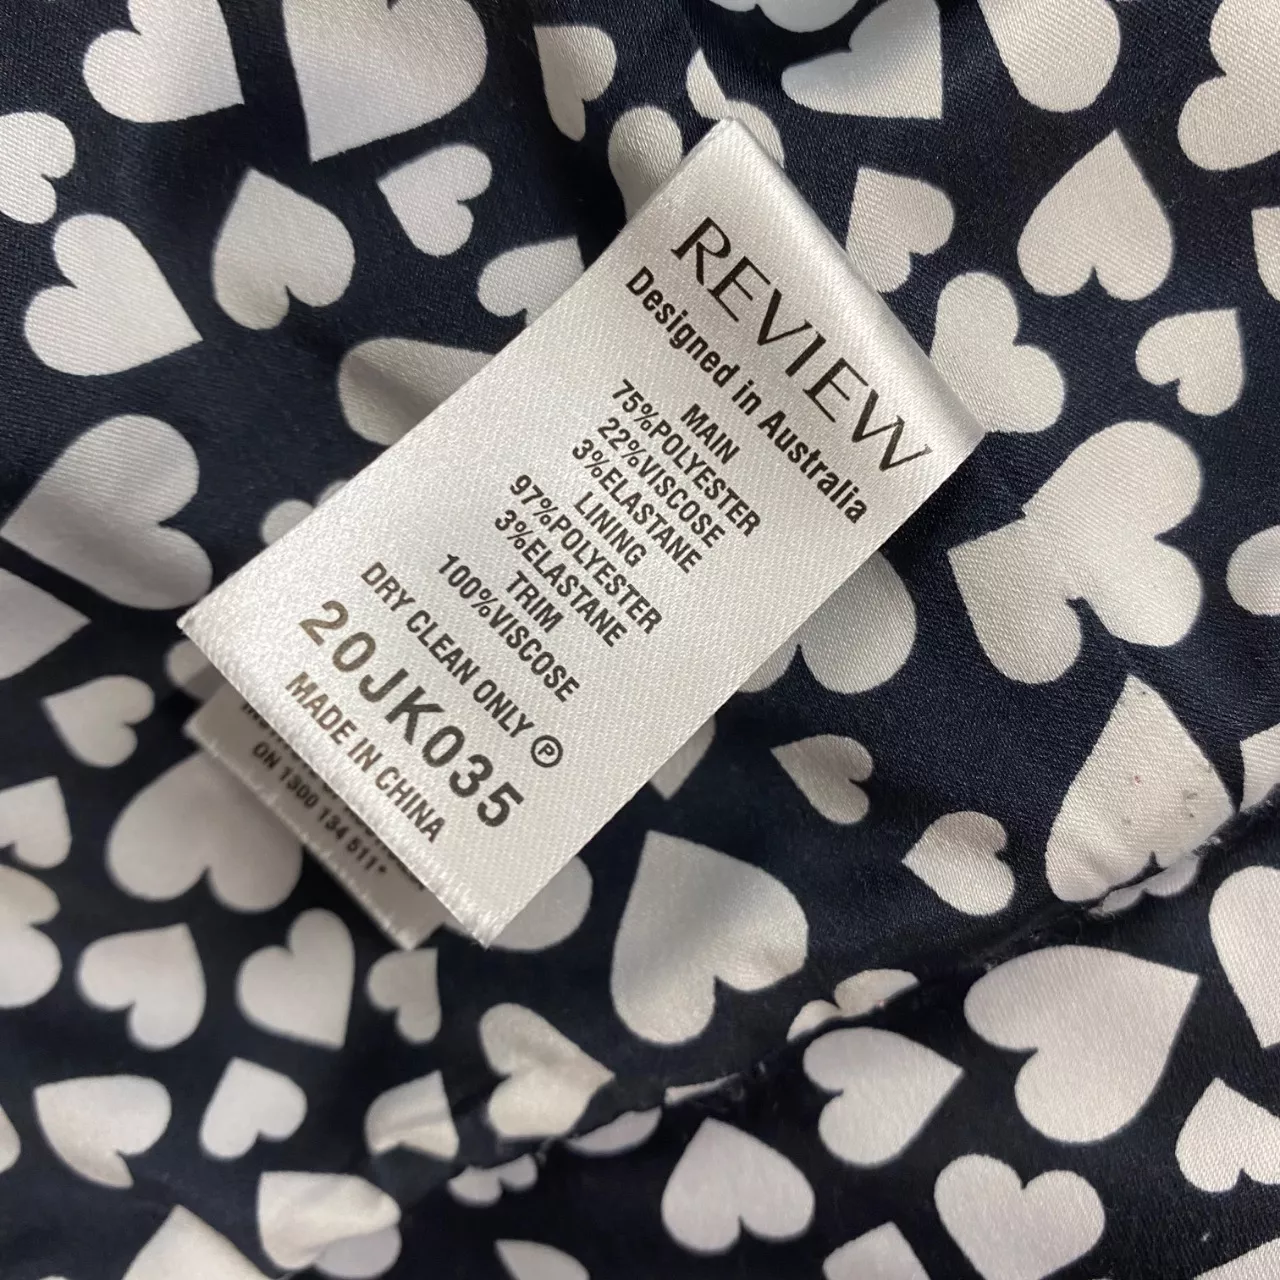 REVIEW
Designed in Australia
MAIN
75%POLYESTER
22%VISCOSE
3%ELASTANE
LINING
97%POLYESTER
3%ELASTANE
TRIM
100%VISCOSE
DRY CLEAN ONLY Ⓟ
20JK035
MADE IN CHINA
ON 1300 134 511*